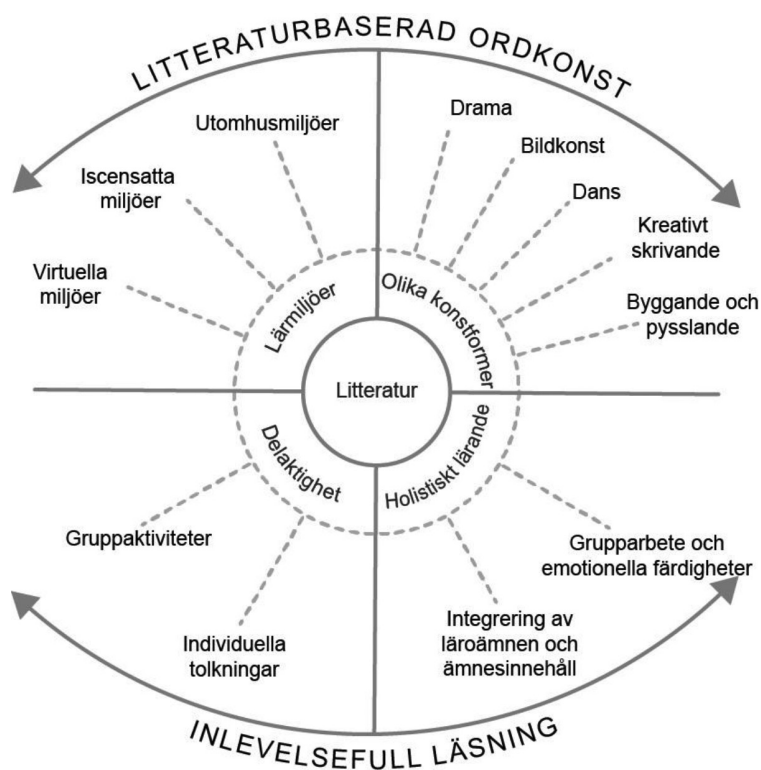 LITTERATURBASERAD ORDKONST
Utomhusmiljöer
Iscensatta
miljöer
Virtuella
miljöer
Drama
Bildkonst
Dans
Kreativt
skrivande
Byggande och
pysslande
Lärmiljöer
Olika konstformer
Litteratur
Delaktighet
Holistiskt lärande
Gruppaktiviteter
Individuella
tolkningar
Grupparbete och
emotionella färdigheter
Integrering av
läroämnen och
ämnesinnehåll
INLEVELSEFULL LÄSNING